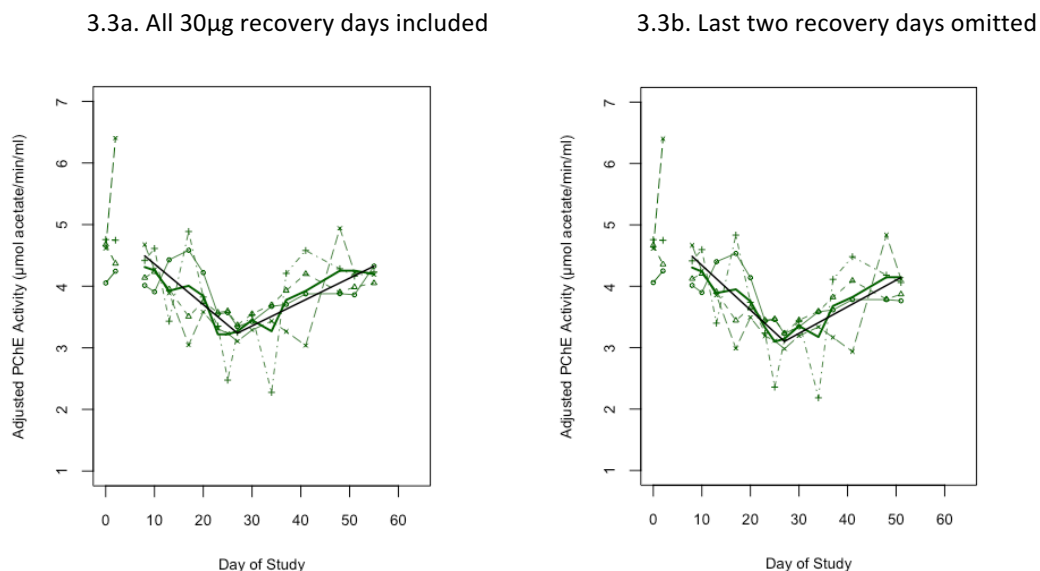 3.3a. All 30µg recovery days included
3.3b. Last two recovery days omitted
Adjusted PChE Activity (µmol acetate/min/ml)
7
6
5
4
3
2
1
0 10 20 30 40 50 60
Day of Study
Adjusted PChE Activity (µmol acetate/min/ml)
7
6
5
4
3
2
1
0 10 20 30 40 50 60
Day of Study